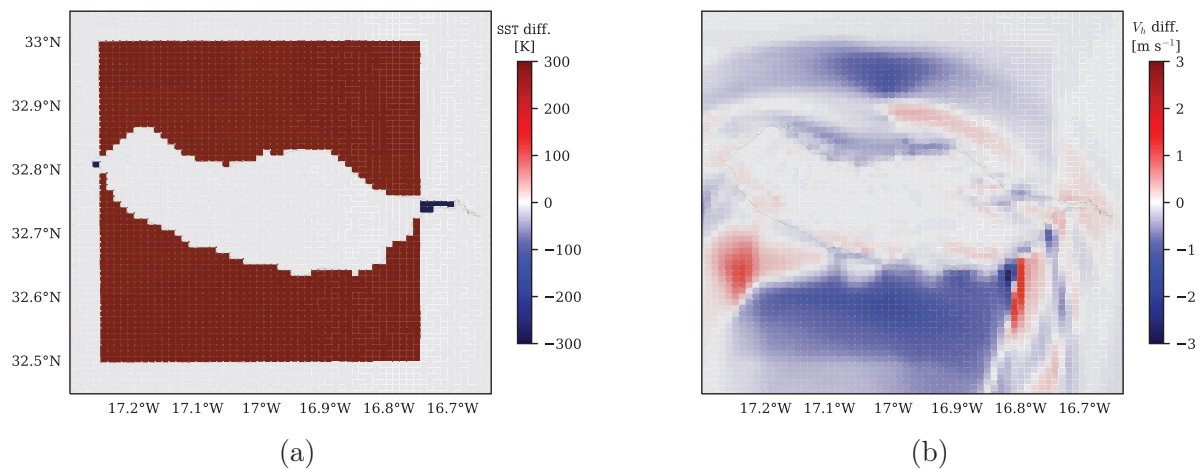 SST diff.
[K]
33°N
32.9°N
32.8°N
32.7°N
32.6°N
32.5°N
300
200
100
0
−100
−200
−300
17.2°W 17.1°W 17°W 16.9°W 16.8°W 16.7°W
(a)
Vh diff.
[m s−1]
3
2
1
0
−1
−2
−3
17.2°W 17.1°W 17°W 16.9°W 16.8°W 16.7°W
(b)